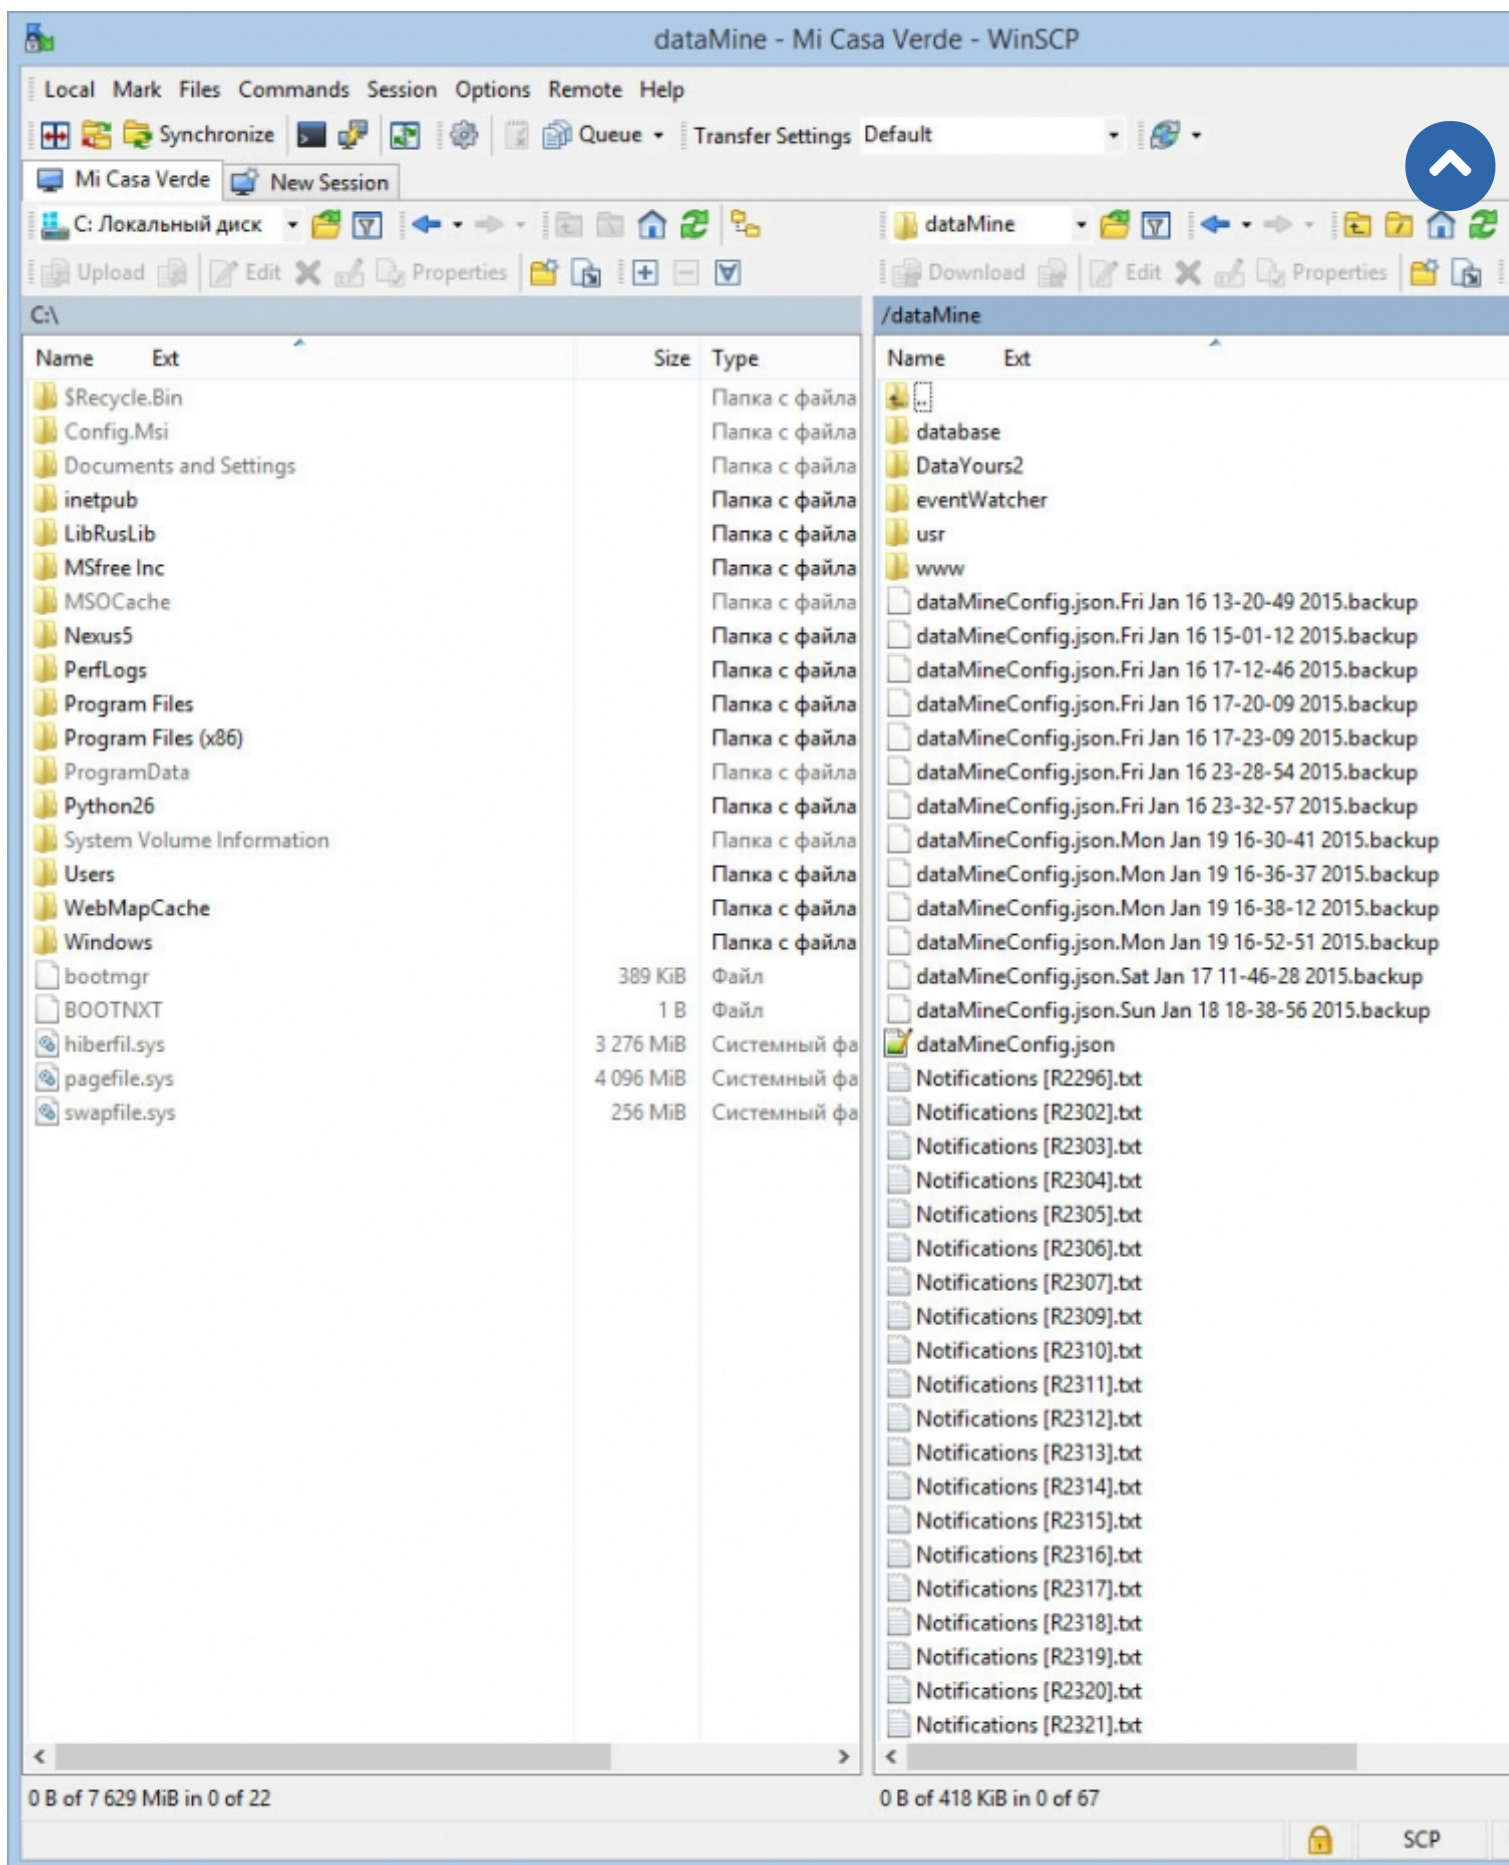 dataMine - Mi Casa Verde - WinSCP
Local Mark Files Commands Session Options Remote Help
Synchronize Queue Transfer Settings Default
Mi Casa Verde New Session
C: Локальный диск dataMine
Upload Edit Properties Download Edit Properties
C:\ /dataMine
Name Ext Size Type Name Ext
$Recycle.Bin Папка с файла ..
Config.Msi Папка с файла database
Documents and Settings Папка с файла DataYours2
inetpub Папка с файла eventWatcher
LibRusLib Папка с файла usr
MSfree Inc Папка с файла www
MSOCache Папка с файла dataMineConfig.json.Fri Jan 16 13-20-49 2015.backup
Nexus5 Папка с файла dataMineConfig.json.Fri Jan 16 15-01-12 2015.backup
PerfLogs Папка с файла dataMineConfig.json.Fri Jan 16 17-12-46 2015.backup
Program Files Папка с файла dataMineConfig.json.Fri Jan 16 17-20-09 2015.backup
Program Files (x86) Папка с файла dataMineConfig.json.Fri Jan 16 17-23-09 2015.backup
ProgramData Папка с файла dataMineConfig.json.Fri Jan 16 23-28-54 2015.backup
Python26 Папка с файла dataMineConfig.json.Fri Jan 16 23-32-57 2015.backup
System Volume Information Папка с файла dataMineConfig.json.Mon Jan 19 16-30-41 2015.backup
Users Папка с файла dataMineConfig.json.Mon Jan 19 16-36-37 2015.backup
WebMapCache Папка с файла dataMineConfig.json.Mon Jan 19 16-38-12 2015.backup
Windows Папка с файла dataMineConfig.json.Mon Jan 19 16-52-51 2015.backup
bootmgr 389 KiB Файл dataMineConfig.json.Sat Jan 17 11-46-28 2015.backup
BOOTNXT 1 B Файл dataMineConfig.json.Sun Jan 18 18-38-56 2015.backup
hiberfil.sys 3 276 MiB Системный фа dataMineConfig.json
pagefile.sys 4 096 MiB Системный фа Notifications [R2296].txt
swapfile.sys 256 MiB Системный фа Notifications [R2302].txt
Notifications [R2303].txt
Notifications [R2304].txt
Notifications [R2305].txt
Notifications [R2306].txt
Notifications [R2307].txt
Notifications [R2309].txt
Notifications [R2310].txt
Notifications [R2311].txt
Notifications [R2312].txt
Notifications [R2313].txt
Notifications [R2314].txt
Notifications [R2315].txt
Notifications [R2316].txt
Notifications [R2317].txt
Notifications [R2318].txt
Notifications [R2319].txt
Notifications [R2320].txt
Notifications [R2321].txt
0 B of 7 629 MiB in 0 of 22 0 B of 418 KiB in 0 of 67
SCP